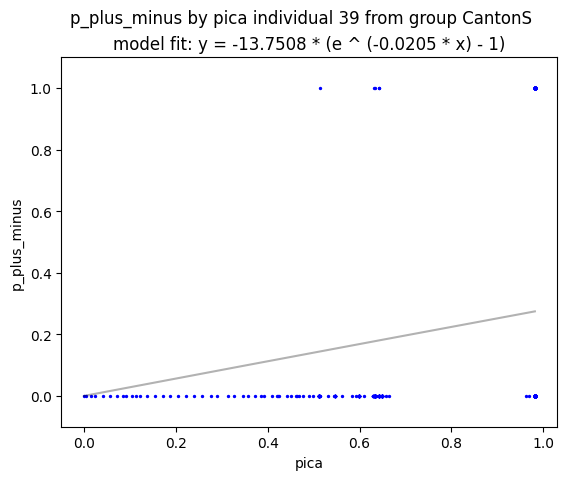 p_plus_minus by pica individual 39 from group CantonS
model fit: y = -13.7508 * (e ^ (-0.0205 * x) - 1)
1.0
0.8
0.6
0.4
0.2
0.0
p_plus_minus
0.0 0.2 0.4 0.6 0.8 1.0
pica